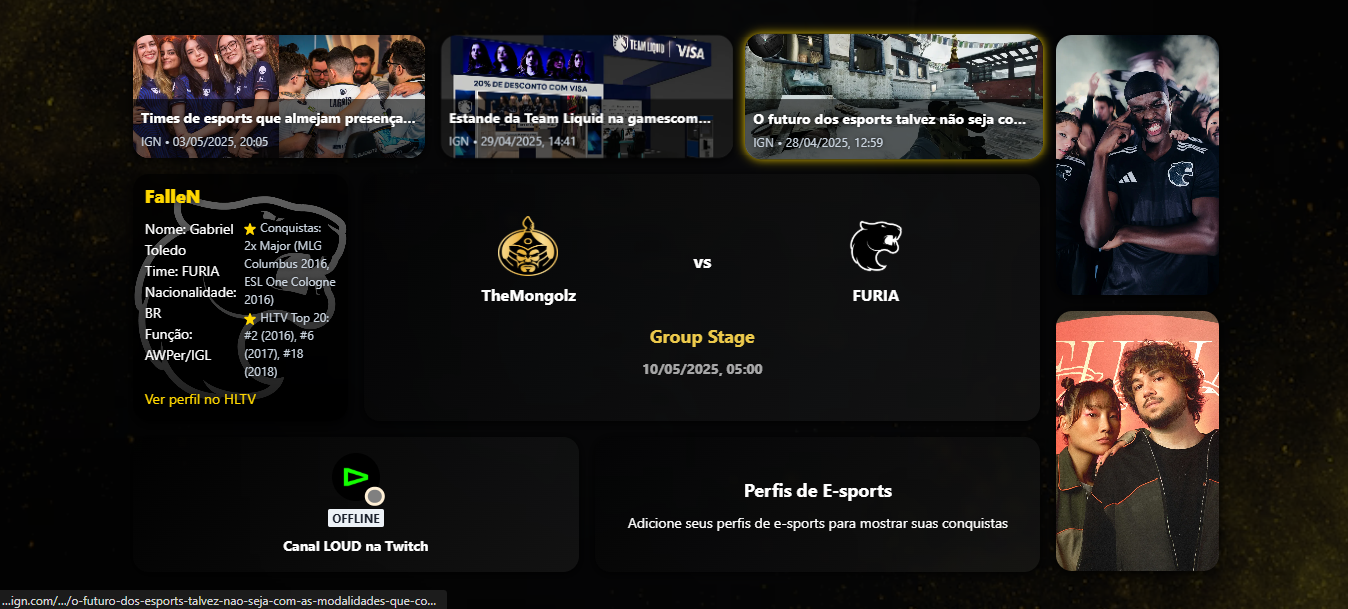 TEAM LIQUID VISA
20% DE DESCONTO COM VISA
Times de esports que almejam presença...
IGN • 03/05/2025, 20:05
Estande da Team Liquid na gamescom...
IGN • 29/04/2025, 14:41
O futuro dos esports talvez não seja co...
IGN • 28/04/2025, 12:59
FalleN
Nome: Gabriel
Toledo
Time: FURIA
Nacionalidade:
BR
Função:
AWPer/IGL
⭐ Conquistas:
2x Major (MLG
Columbus 2016,
ESL One Cologne
2016)
⭐ HLTV Top 20:
#2 (2016), #6
(2017), #18
(2018)
Ver perfil no HLTV
TheMongolz
vs
FURIA
Group Stage
10/05/2025, 05:00
OFFLINE
Canal LOUD na Twitch
Perfis de E-sports
Adicione seus perfis de e-sports para mostrar suas conquistas
...ign.com/.../o-futuro-dos-esports-talvez-nao-seja-com-as-modalidades-que-co...